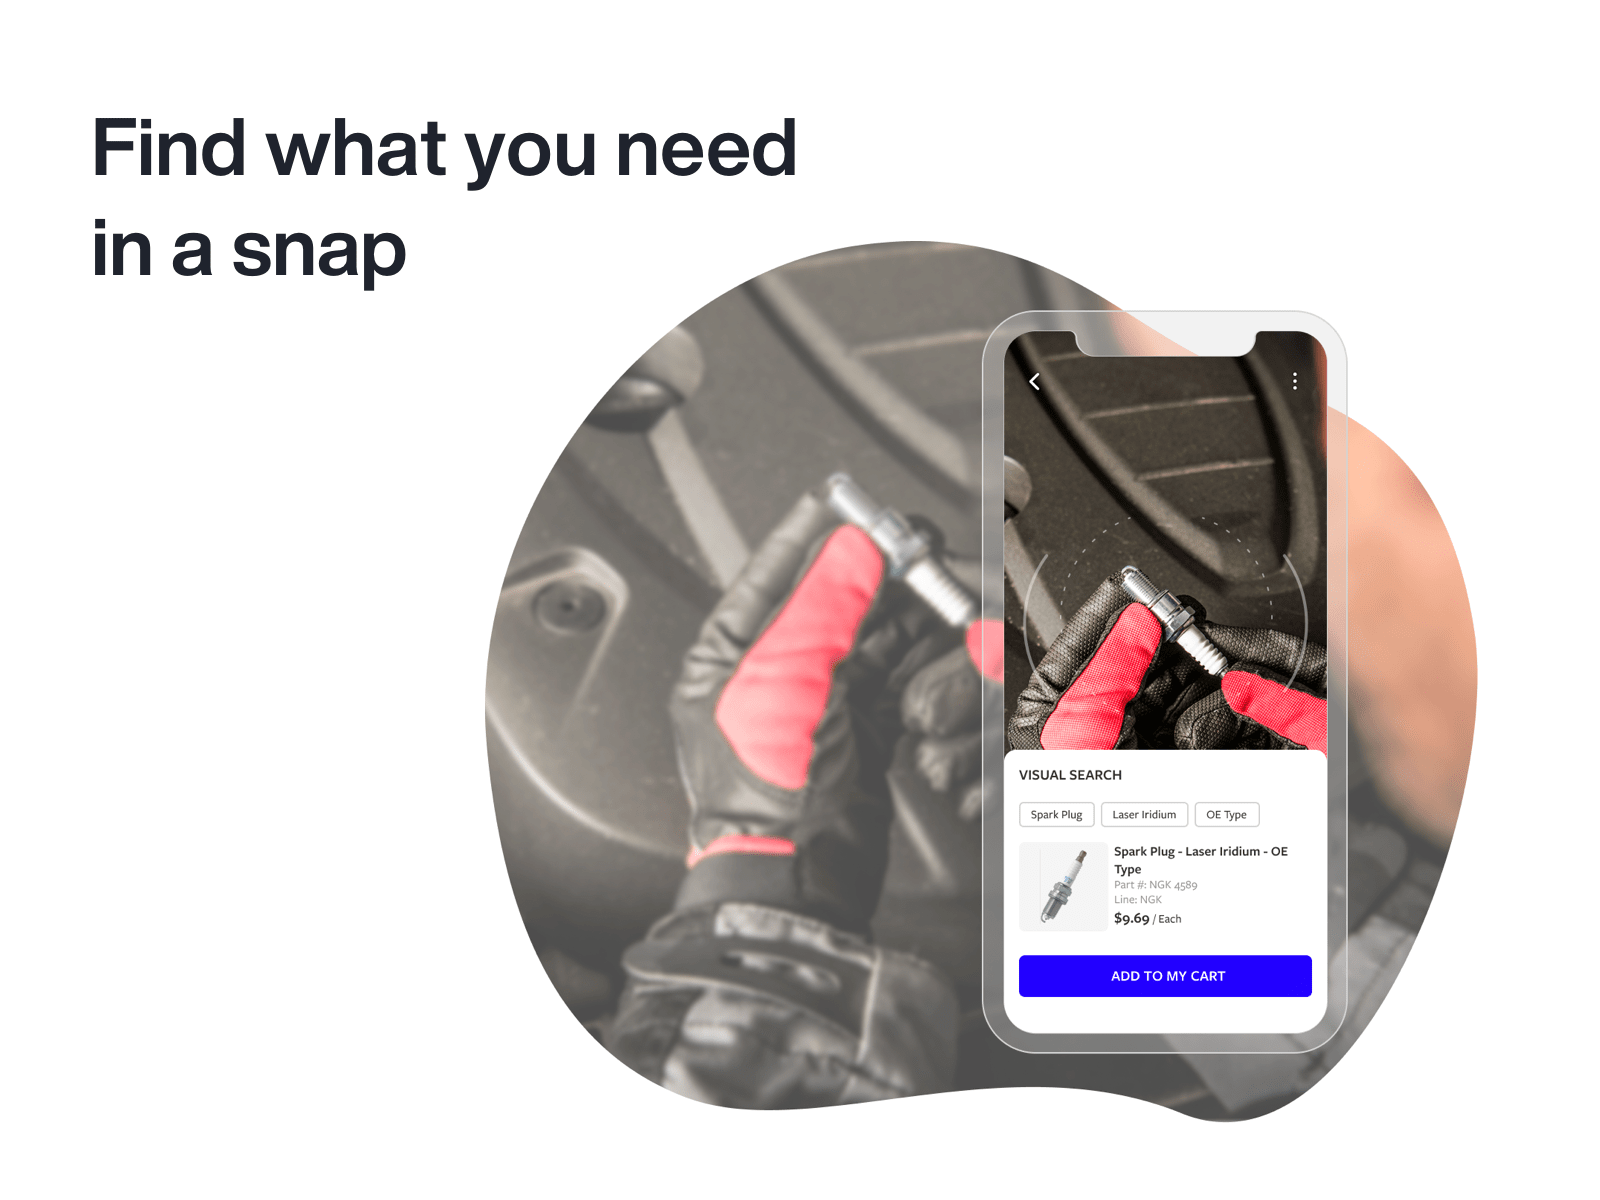 Find what you need
in a snap
VISUAL SEARCH
Spark Plug
Laser Iridium
OE Type
Spark Plug - Laser Iridium - OE
Type
Part #: NGK 4589
Line: NGK
$9.69 / Each
ADD TO MY CART